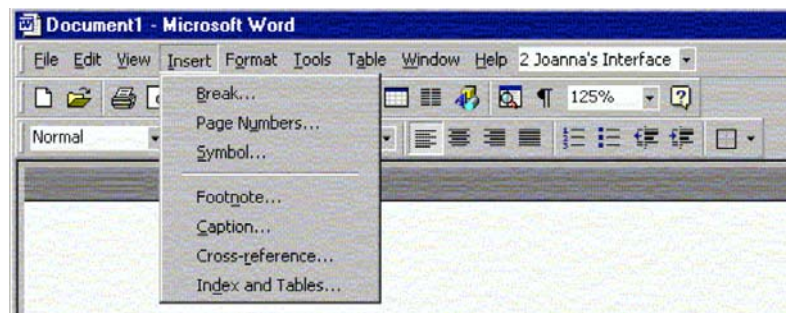 Document1 - Microsoft Word
File Edit View Insert Format Tools Table Window Help 2 Joanna's Interface
125%
Normal
Break...
Page Numbers...
Symbol...
Footnote...
Caption...
Cross-reference...
Index and Tables...